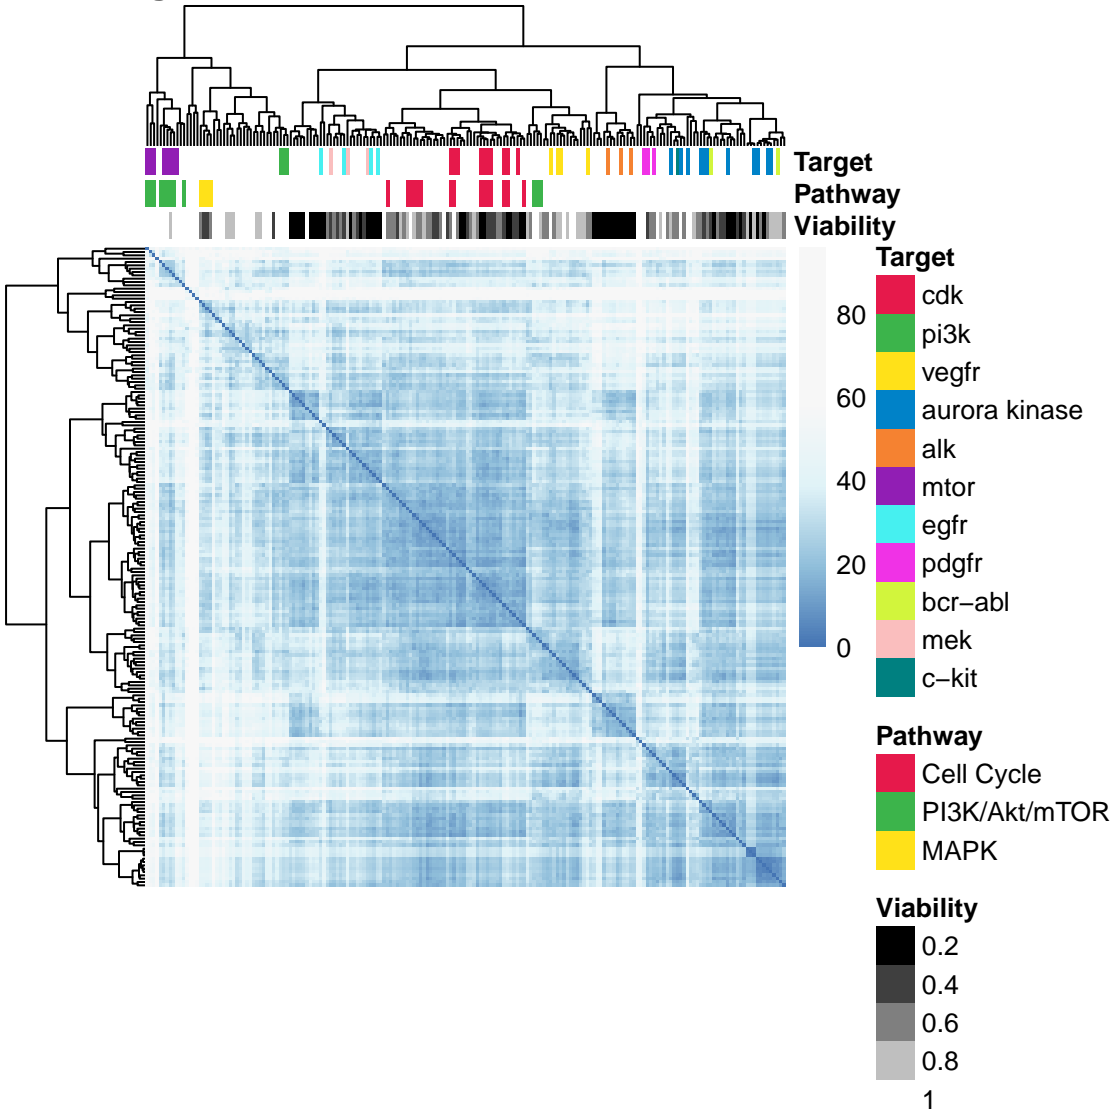 Target
Pathway
Viability
80
60
40
20
0
Target
cdk
pi3k
vegfr
aurora kinase
alk
mtor
egfr
pdgfr
bcr−abl
mek
c−kit
Pathway
Cell Cycle
PI3K/Akt/mTOR
MAPK
Viability
0.2
0.4
0.6
0.8
1